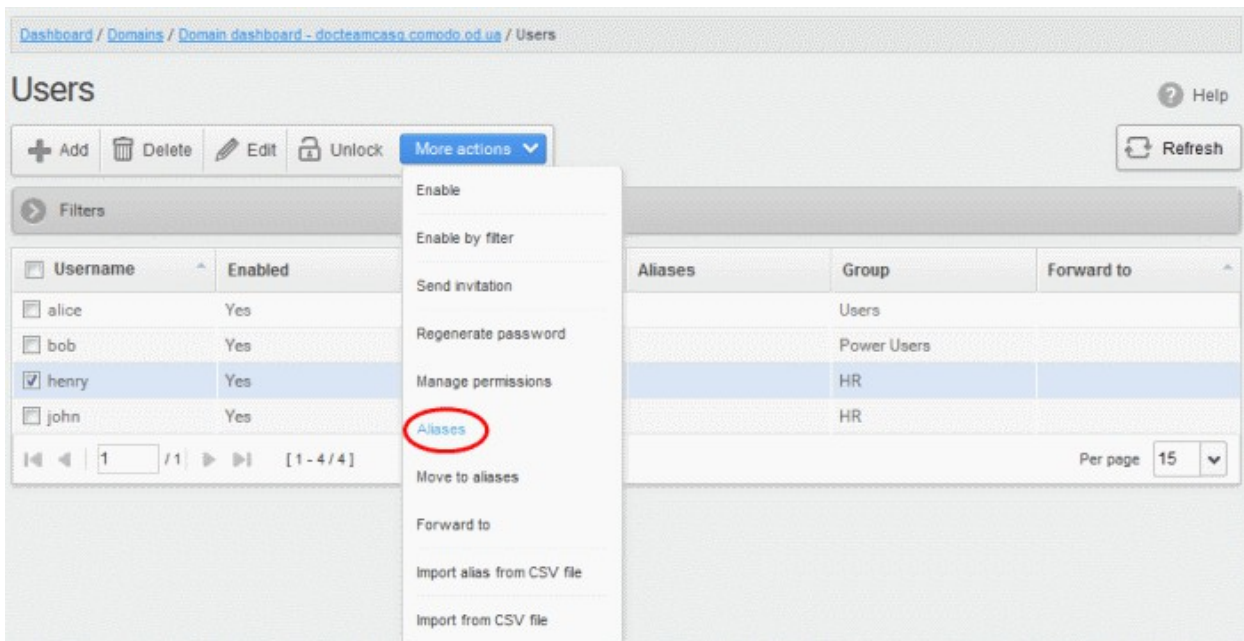 Dashboard / Domains / Domain dashboard - docteamcasg.comodo.od.ua / Users
Users
Help
Add Delete Edit Unlock More actions
Refresh
Filters
Enable
Enable by filter
Send invitation
Regenerate password
Manage permissions
Aliases
Move to aliases
Forward to
Import alias from CSV file
Import from CSV file
Username Enabled Aliases Group Forward to
alice Yes Users
bob Yes Power Users
henry Yes HR
john Yes HR
1 / 1 [1 - 4 / 4] Per page 15